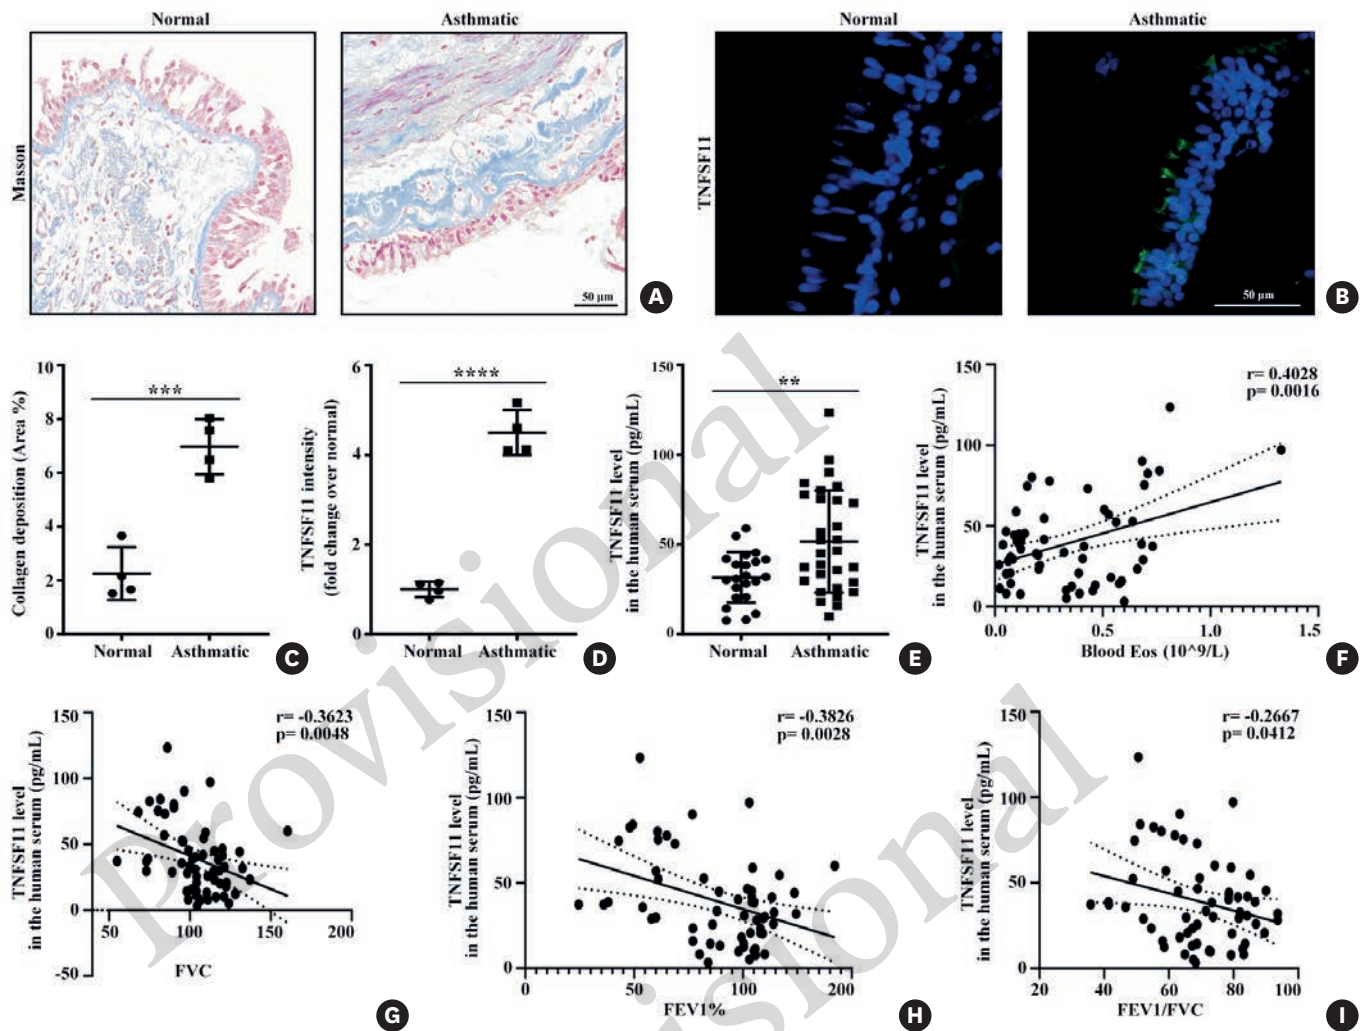 Normal
Asthmatic
Masson
50 µm
A
Normal
Asthmatic
TNFSF11
50 µm
B
Collagen deposition (Area %)
10
8
6
4
2
0
***
Normal
Asthmatic
C
TNFSF11 intensity
(fold change over normal)
6
4
2
0
****
Normal
Asthmatic
D
TNFSF11 level
in the human serum (pg/mL)
150
100
50
0
**
Normal
Asthmatic
E
TNFSF11 level
in the human serum (pg/mL)
150
100
50
0
r= 0.4028
p= 0.0016
0.0
0.5
1.0
1.5
Blood Eos (10^9/L)
F
TNFSF11 level
in the human serum (pg/mL)
150
100
50
0
-50
r= -0.3623
p= 0.0048
50
100
150
200
FVC
G
TNFSF11 level
in the human serum (pg/mL)
150
100
50
0
r= -0.3826
p= 0.0028
0
50
100
200
FEV1%
H
TNFSF11 level
in the human serum (pg/mL)
150
100
50
0
r= -0.2667
p= 0.0412
20
40
60
80
100
FEV1/FVC
I
Provisional
Provisional